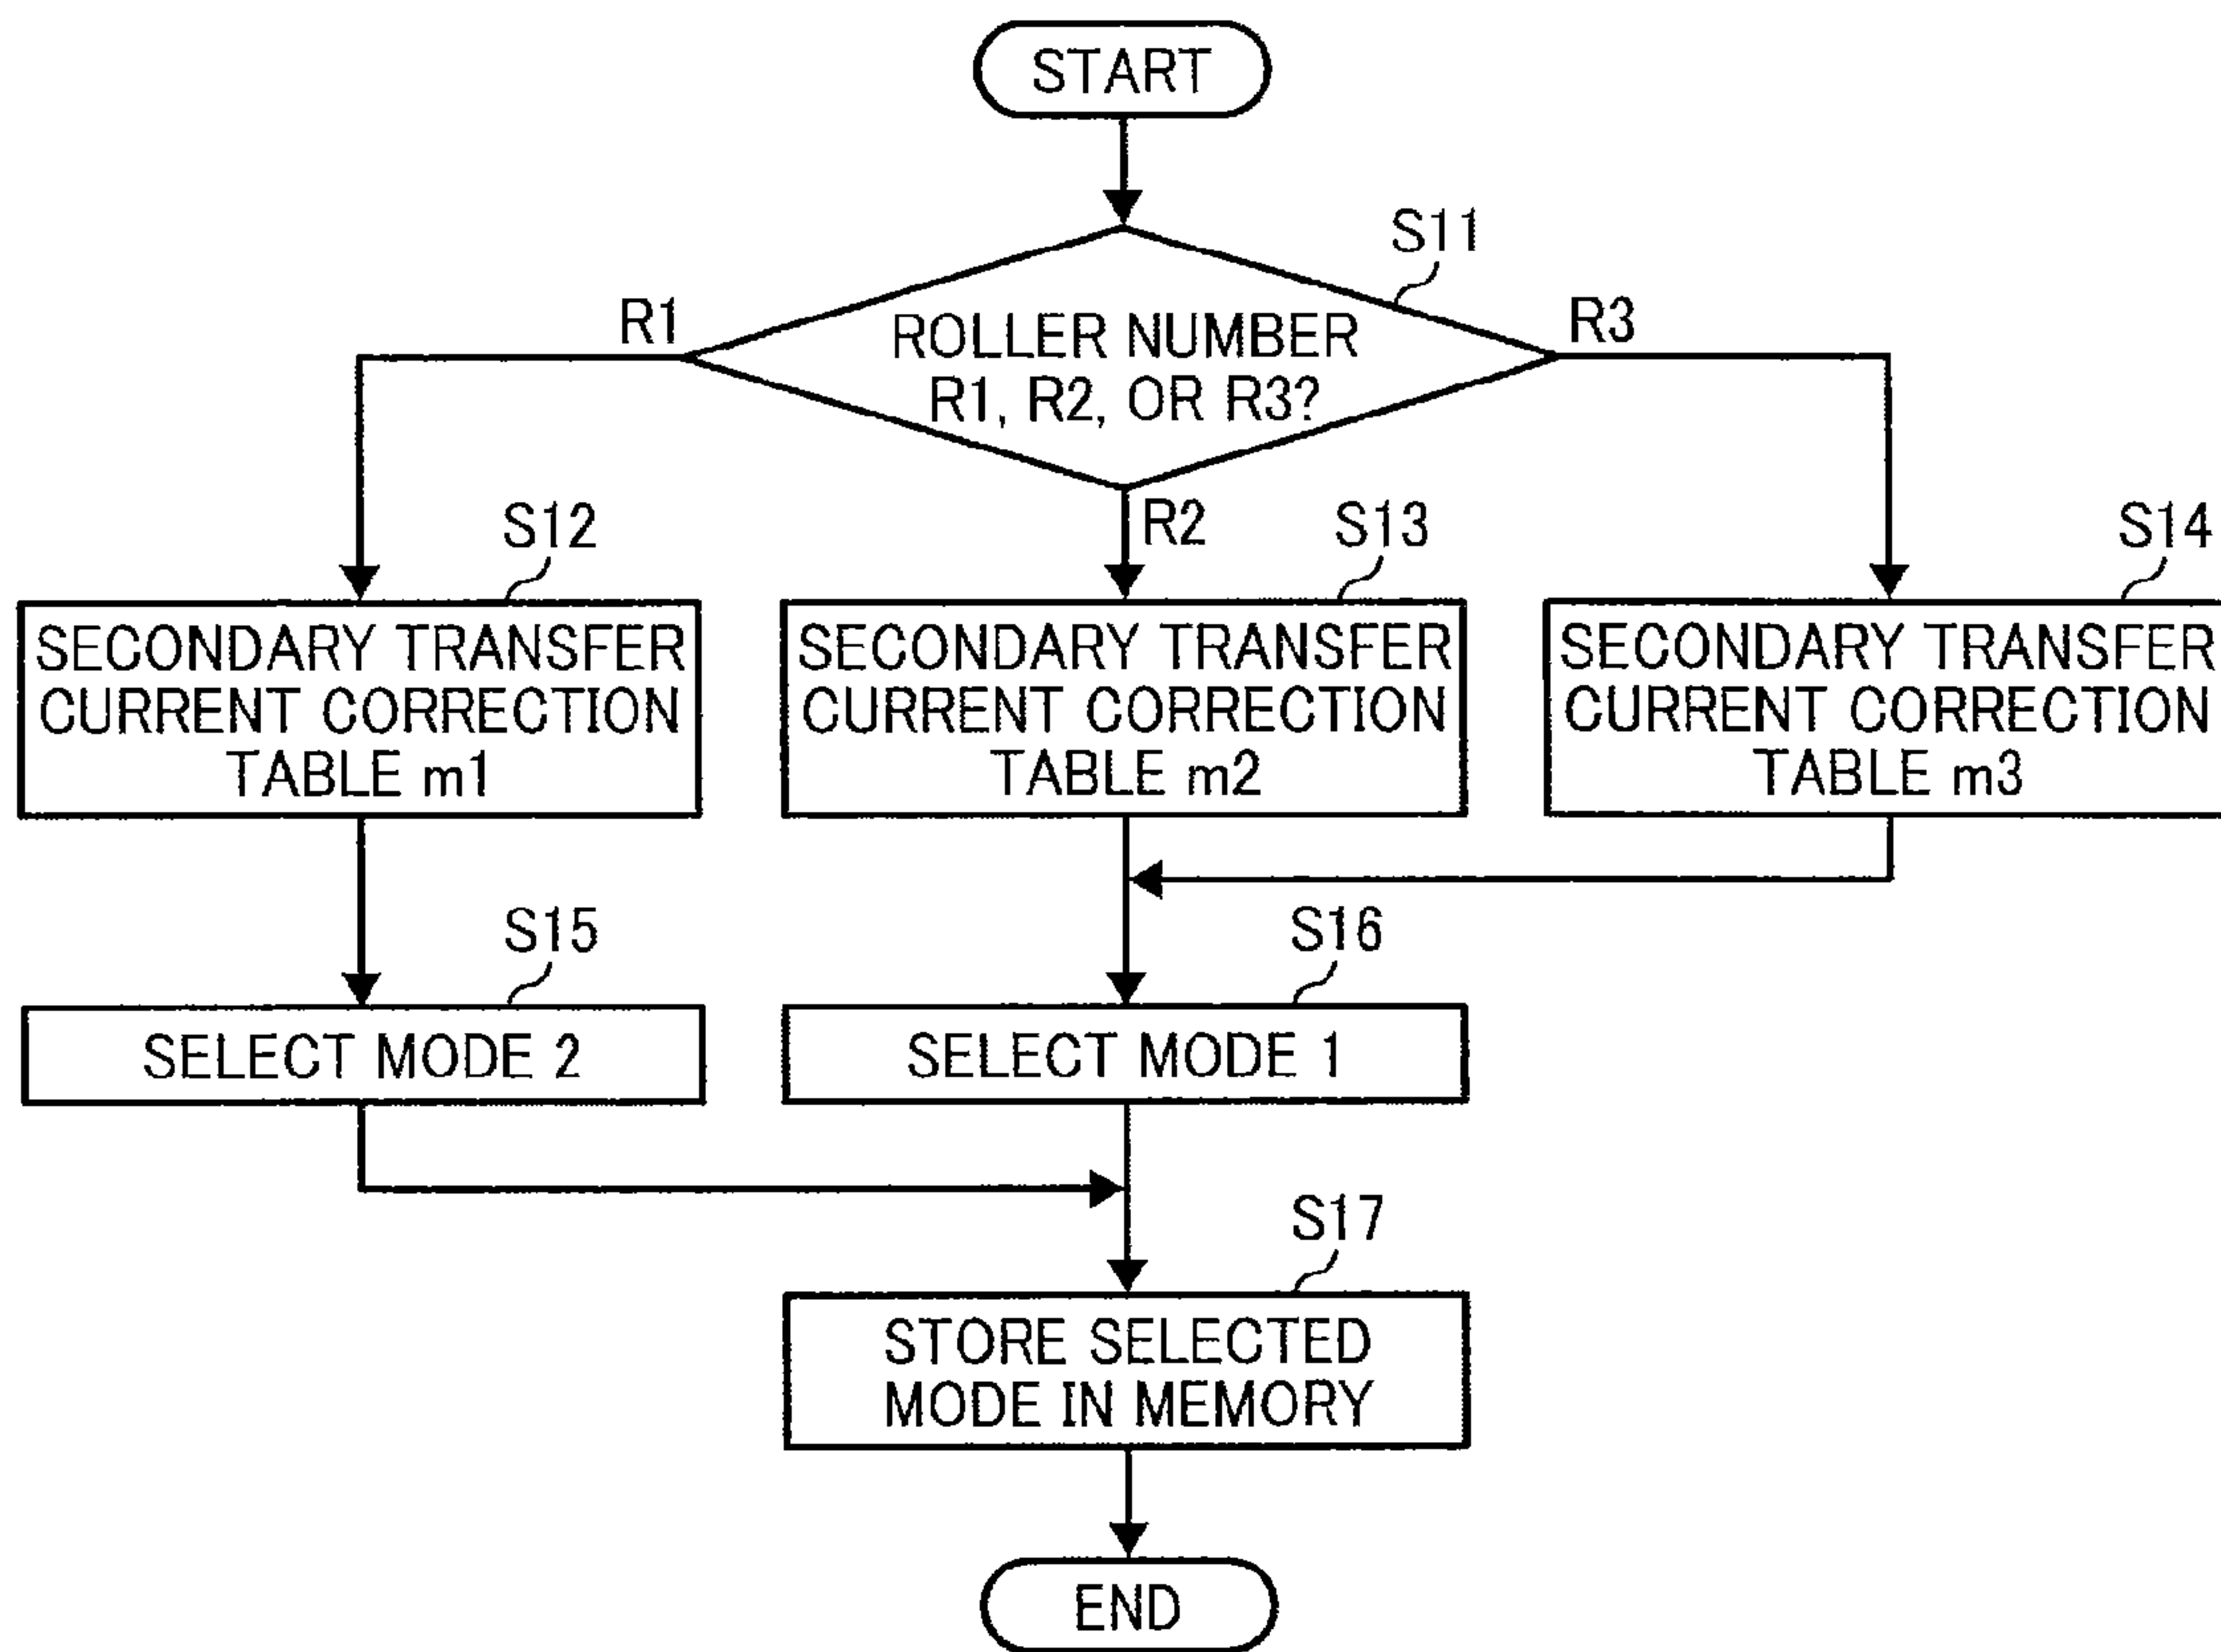 START
S11
R1
ROLLER NUMBER
R1, R2, OR R3?
R3
R2
S12
S13
S14
SECONDARY TRANSFER
CURRENT CORRECTION
TABLE m1
SECONDARY TRANSFER
CURRENT CORRECTION
TABLE m2
SECONDARY TRANSFER
CURRENT CORRECTION
TABLE m3
S15
S16
SELECT MODE 2
SELECT MODE 1
S17
STORE SELECTED
MODE IN MEMORY
END